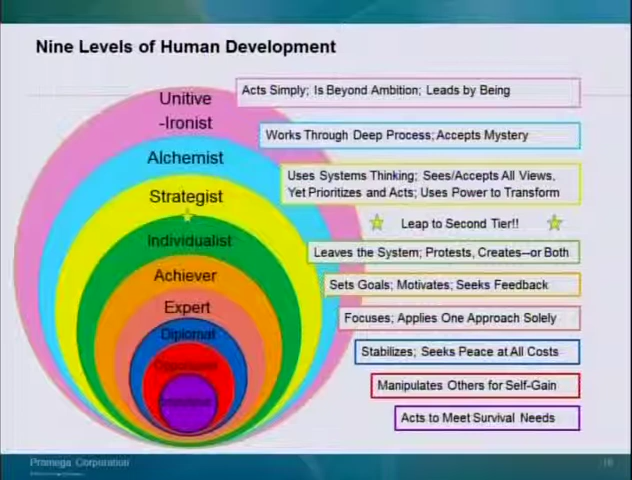 Nine Levels of Human Development
Unitive
-Ironist
Acts Simply; Is Beyond Ambition; Leads by Being
Alchemist
Works Through Deep Process; Accepts Mystery
Strategist
Uses Systems Thinking; Sees/Accepts All Views,
Yet Prioritizes and Acts; Uses Power to Transform
Leap to Second Tier!!
Individualist
Leaves the System; Protests, Creates--or Both
Achiever
Sets Goals; Motivates; Seeks Feedback
Expert
Focuses; Applies One Approach Solely
Diplomat
Stabilizes; Seeks Peace at All Costs
Manipulates Others for Self-Gain
Acts to Meet Survival Needs
Promega Corporation